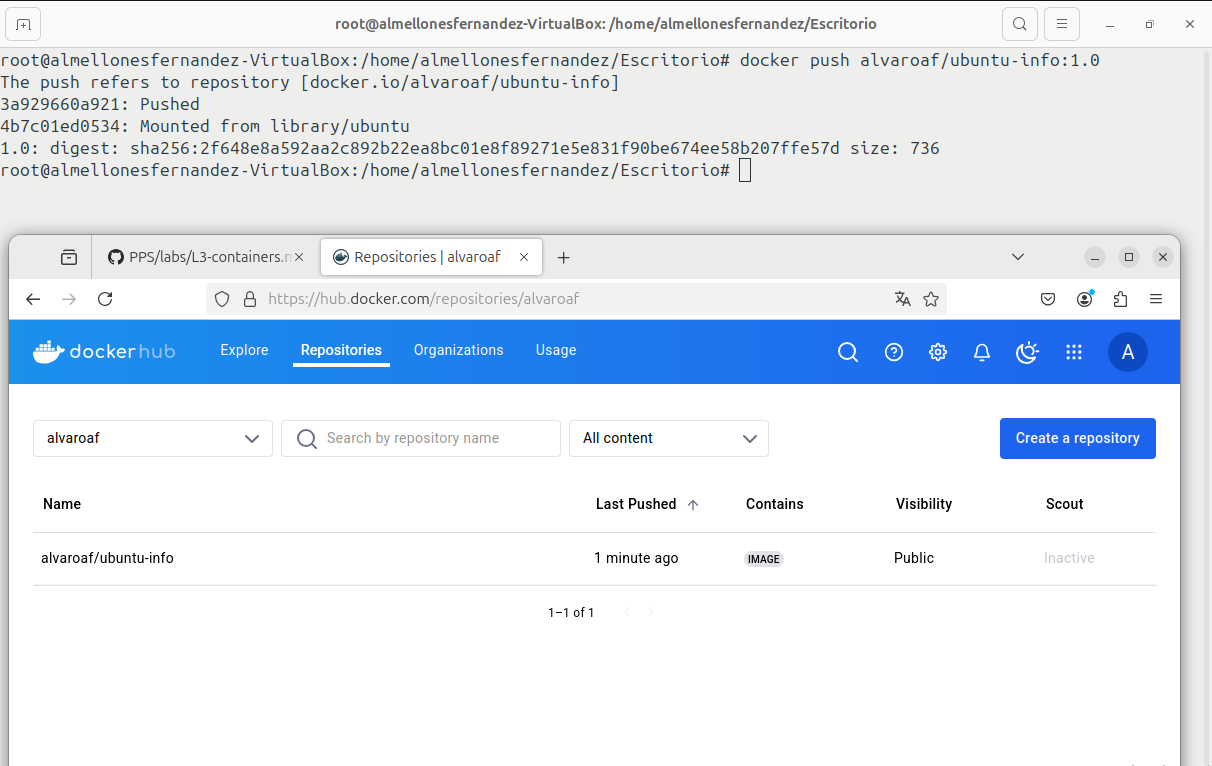 root@almellonesfernandez-VirtualBox: /home/almellonesfernandez/Escritorio
root@almellonesfernandez-VirtualBox:/home/almellonesfernandez/Escritorio# docker push alvaroaf/ubuntu-info:1.0
The push refers to repository [docker.io/alvaroaf/ubuntu-info]
3a929660a921: Pushed
4b7c01ed0534: Mounted from library/ubuntu
1.0: digest: sha256:2f648e8a592aa2c892b22ea8bc01e8f89271e5e831f90be674ee58b207ffe57d size: 736
root@almellonesfernandez-VirtualBox:/home/almellonesfernandez/Escritorio#
PPS/labs/L3-containers.m Repositories | alvaroaf
https://hub.docker.com/repositories/alvaroaf
dockerhub Explore Repositories Organizations Usage A
alvaroaf Search by repository name All content Create a repository
Name Last Pushed Contains Visibility Scout
alvaroaf/ubuntu-info 1 minute ago IMAGE Public Inactive
1–1 of 1